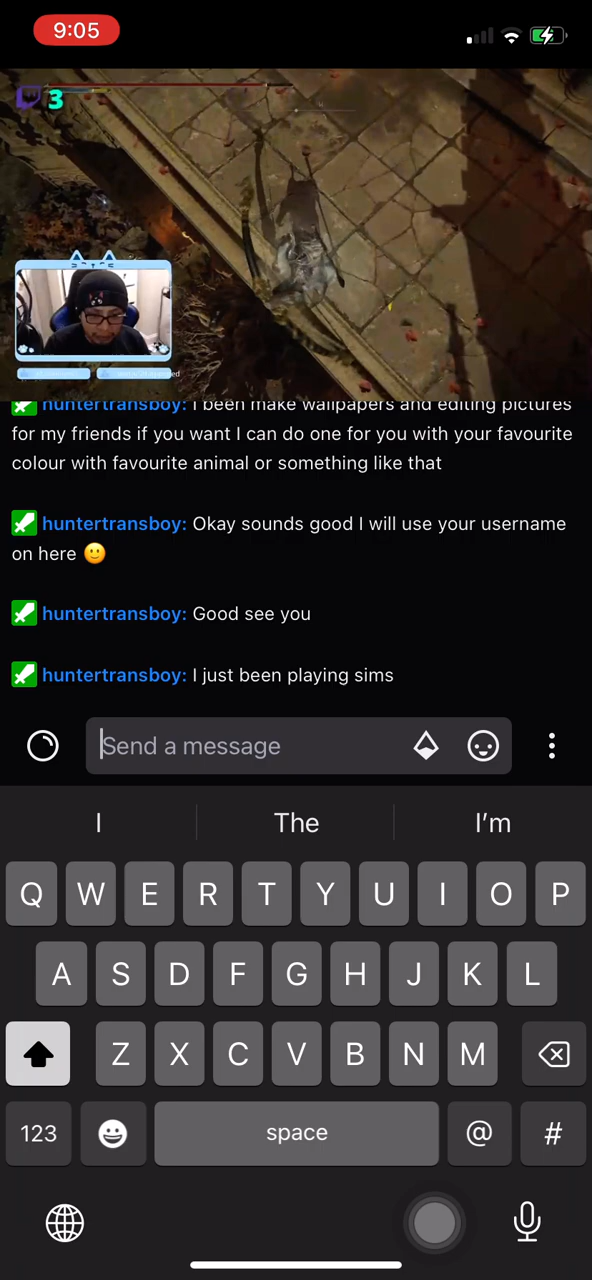 9:05
3
huntertransboy: I been make wallpapers and editing pictures
for my friends if you want I can do one for you with your favourite
colour with favourite animal or something like that
huntertransboy: Okay sounds good I will use your username
on here 🙂
huntertransboy: Good see you
huntertransboy: I just been playing sims
Send a message
I The I’m
Q W E R T Y U I O P
A S D F G H J K L
Z X C V B N M
123 space @ #